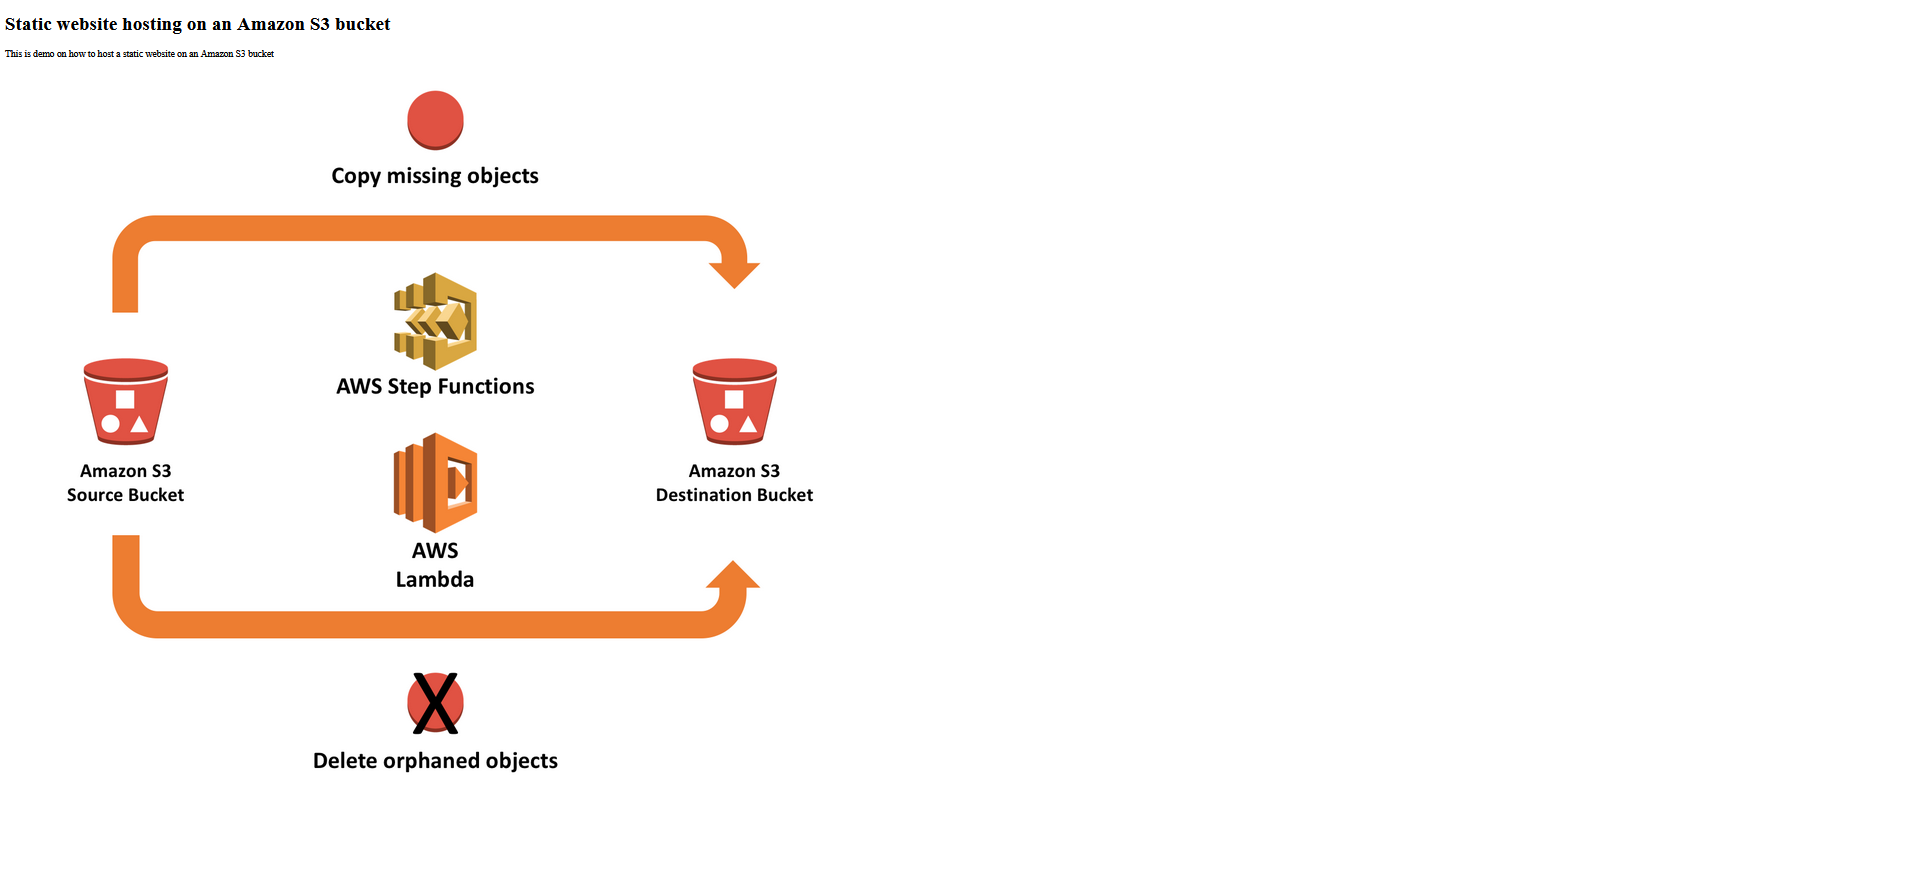 Static website hosting on an Amazon S3 bucket
This is demo on how to host a static website on an Amazon S3 bucket
Copy missing objects
AWS Step Functions
Amazon S3
Source Bucket
Amazon S3
Destination Bucket
AWS
Lambda
X
Delete orphaned objects